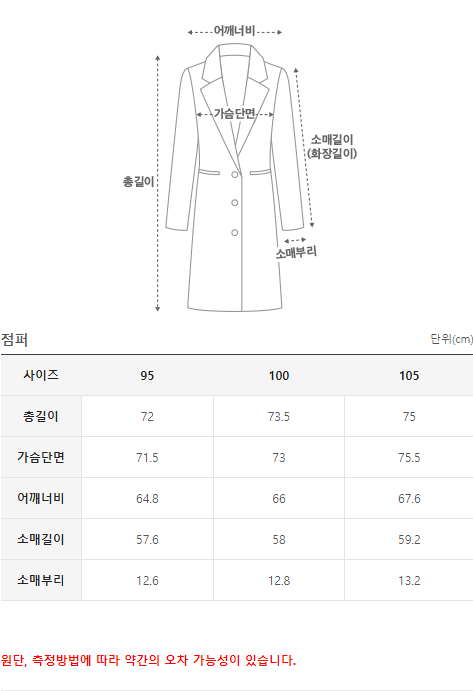 어깨너비
가슴단면
소매길이
(화장길이)
총길이
소매부리
점퍼 단위(cm)
사이즈 95 100 105
총길이 72 73.5 75
가슴단면 71.5 73 75.5
어깨너비 64.8 66 67.6
소매길이 57.6 58 59.2
소매부리 12.6 12.8 13.2
원단, 측정방법에 따라 약간의 오차 가능성이 있습니다.